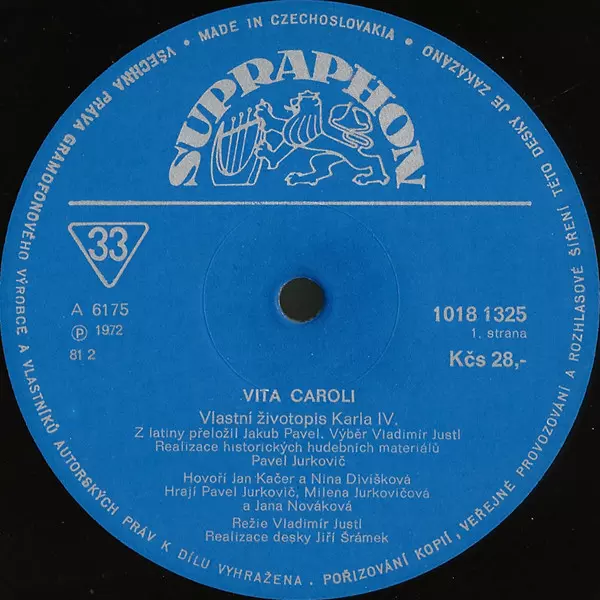 MADE IN CZECHOSLOVAKIA • VŠECHNA PRÁVA GRAMOFONOVÉHO VÝROBCE A VLASTNÍKŮ AUTORSKÝCH PRÁV K DÍLU VYHRAŽENA. POŘIZOVÁNÍ KOPIÍ, VEŘEJNÉ PROVOZOVÁNÍ A ROZHLASOVÉ ŠÍŘENÍ TÉTO DESKY JE ZAKÁZÁNO •
SUPRAPHON
33
A 6175
Ⓟ 1972
81 2
1018 1325
1. strana
Kčs 28,-
VITA CAROLI
Vlastní životopis Karla IV.
Z latiny přeložil Jakub Pavel. Výběr Vladimír Justl
Realizace historických hudebních materiálů
Pavel Jurkovič
Hovoří Jan Kačer a Nina Divišková
Hrají Pavel Jurkovič, Milena Jurkovičová
a Jana Nováková
Režie Vladimír Justl
Realizace desky Jiří Šrámek